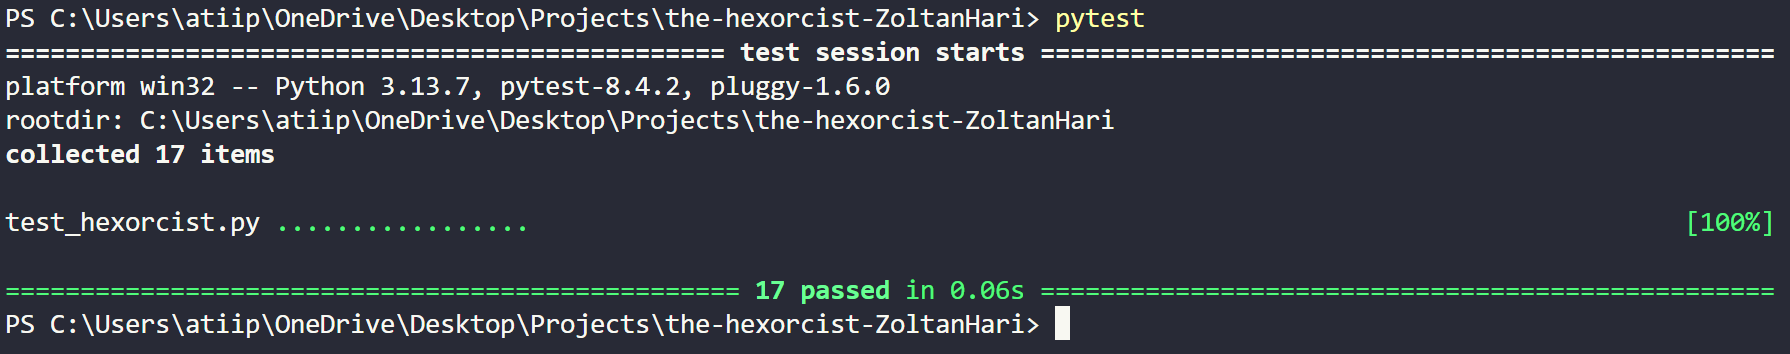 PS C:\Users\atiip\OneDrive\Desktop\Projects\the-hexorcist-ZoltanHari> pytest
================================================ test session starts =================================================
platform win32 -- Python 3.13.7, pytest-8.4.2, pluggy-1.6.0
rootdir: C:\Users\atiip\OneDrive\Desktop\Projects\the-hexorcist-ZoltanHari
collected 17 items
test_hexorcist.py ................. [100%]
================================================= 17 passed in 0.06s =================================================
PS C:\Users\atiip\OneDrive\Desktop\Projects\the-hexorcist-ZoltanHari>